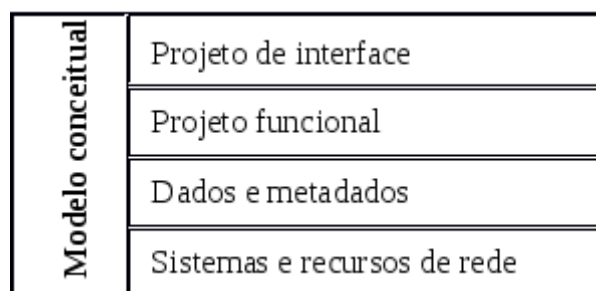 Modelo conceitual
Projeto de interface
Projeto funcional
Dados e metadados
Sistemas e recursos de rede